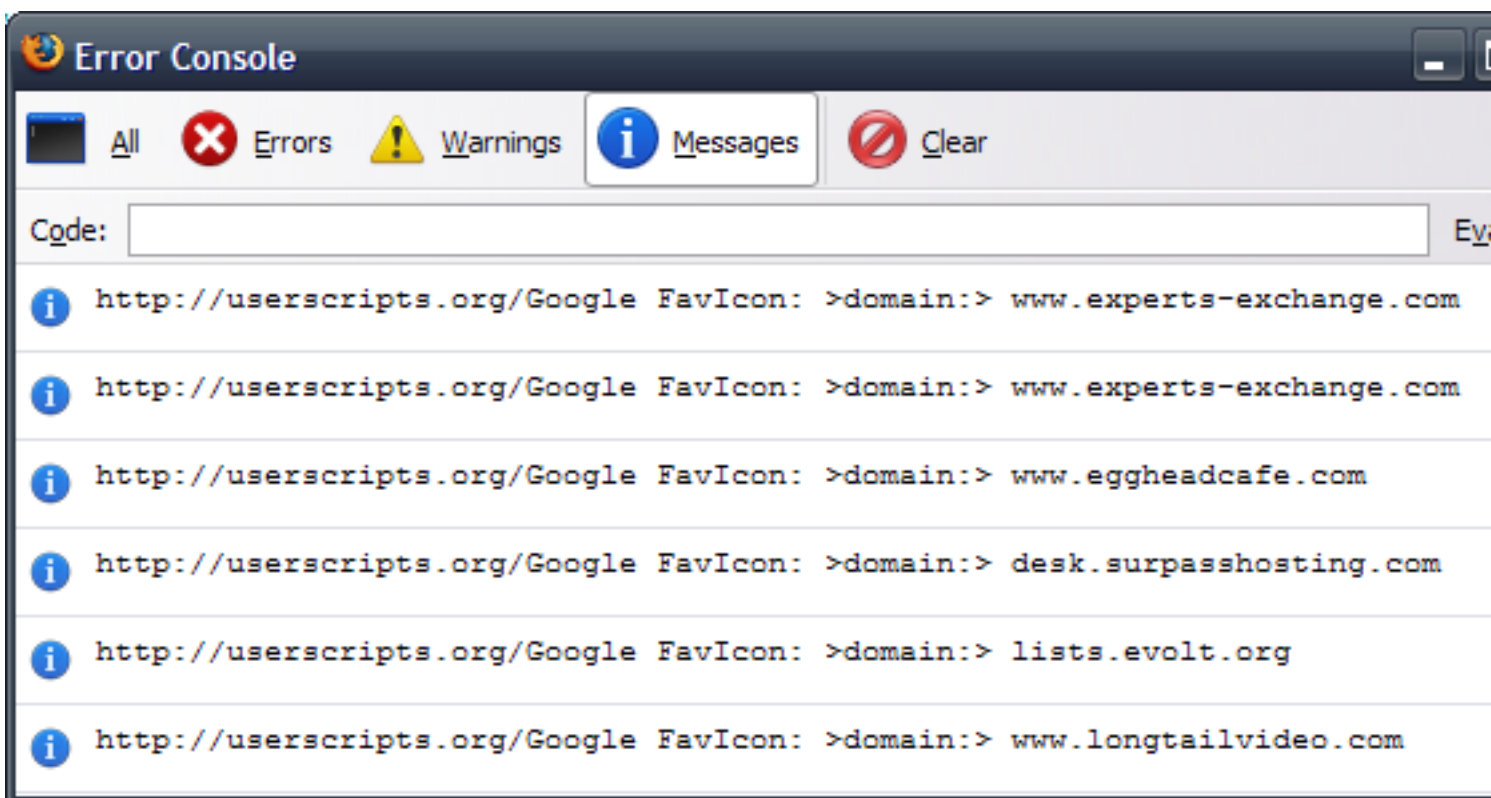 Error Console
All Errors Warnings Messages Clear
Code:
http://userscripts.org/Google FavIcon: >domain:> www.experts-exchange.com
http://userscripts.org/Google FavIcon: >domain:> www.experts-exchange.com
http://userscripts.org/Google FavIcon: >domain:> www.eggheadcafe.com
http://userscripts.org/Google FavIcon: >domain:> desk.surpasshosting.com
http://userscripts.org/Google FavIcon: >domain:> lists.evolt.org
http://userscripts.org/Google FavIcon: >domain:> www.longtailvideo.com